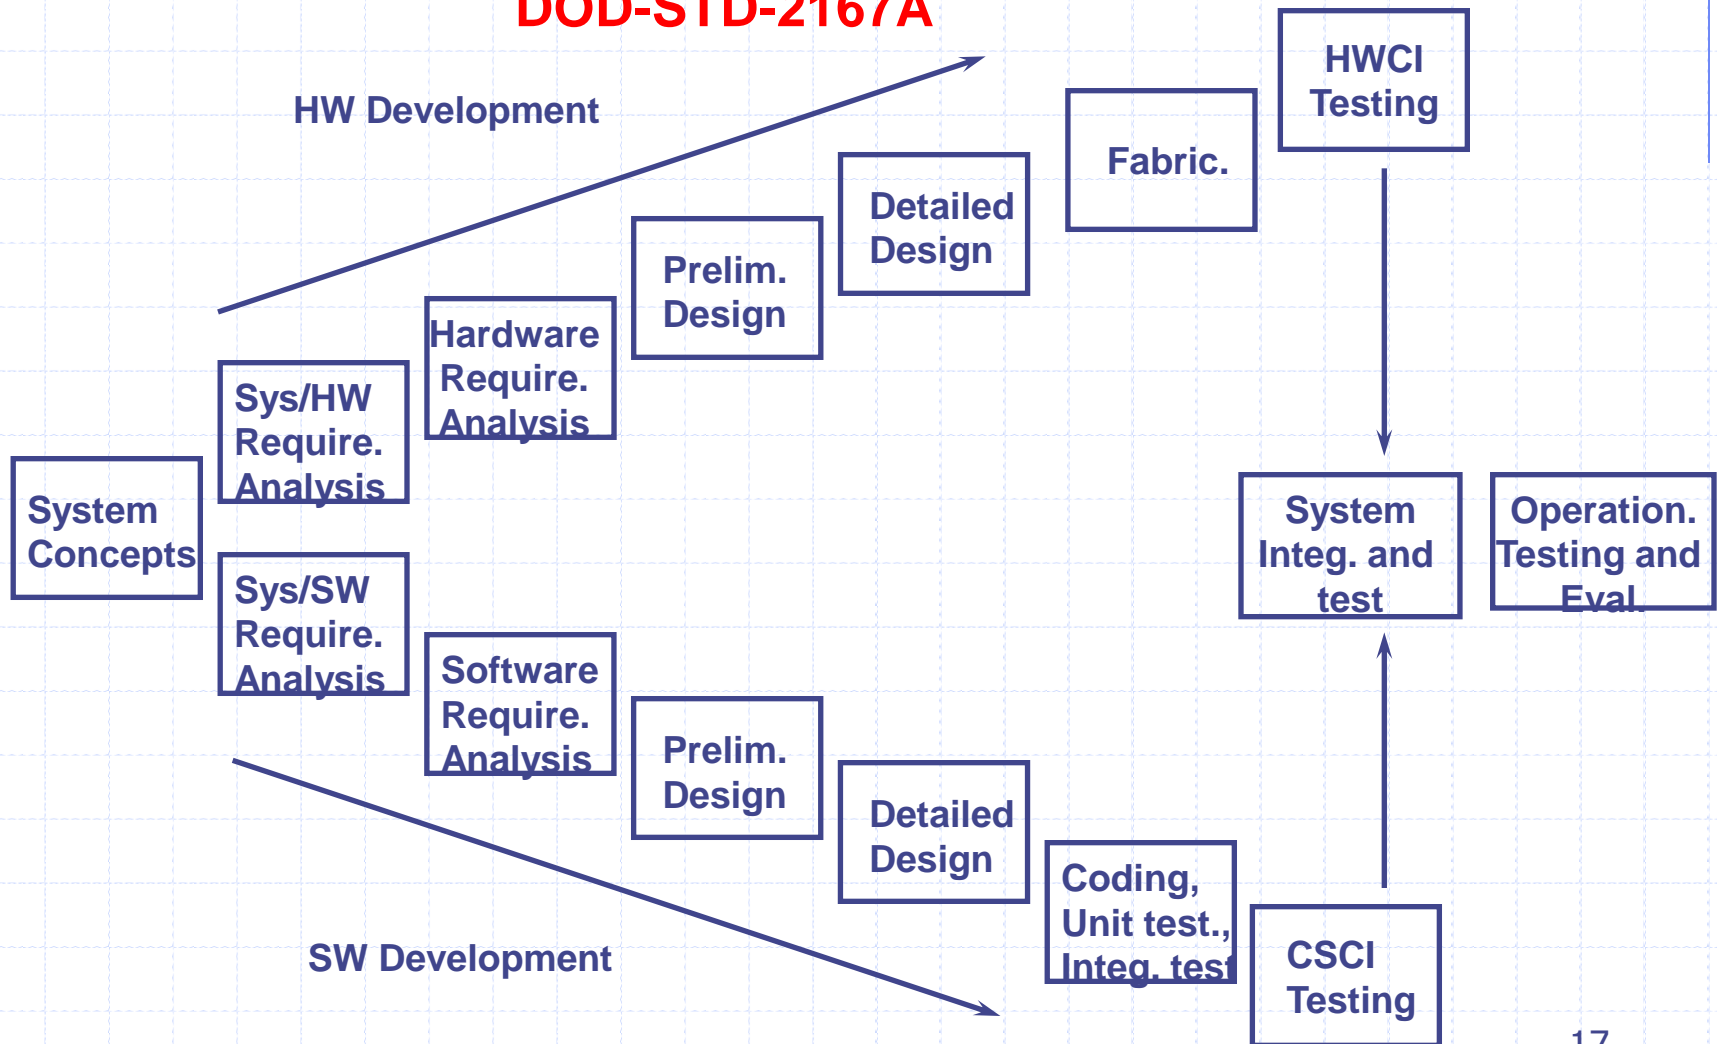 DOD-STD-2167A
HW Development
HWCI
Testing
Fabric.
Detailed
Design
Prelim.
Design
Hardware
Require.
Analysis
Sys/HW
Require.
Analysis
System
Concepts
Sys/SW
Require.
Analysis
Software
Require.
Analysis
Prelim.
Design
Detailed
Design
Coding,
Unit test.,
Integ. test
CSCI
Testing
System
Integ. and
test
Operation.
Testing and
Eval.
SW Development
17